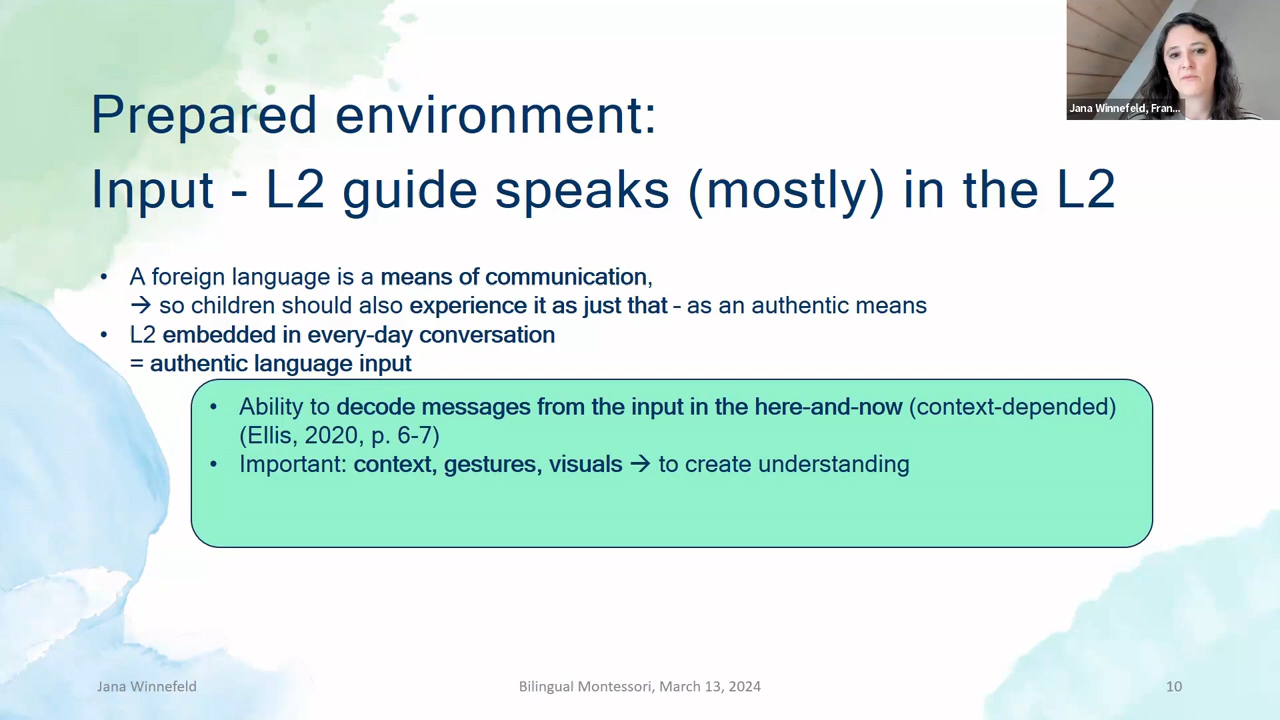 Prepared environment:
Input - L2 guide speaks (mostly) in the L2
• A foreign language is a means of communication,
→ so children should also experience it as just that - as an authentic means
• L2 embedded in every-day conversation
= authentic language input
• Ability to decode messages from the input in the here-and-now (context-depended)
(Ellis, 2020, p. 6-7)
• Important: context, gestures, visuals → to create understanding
Jana Winnefeld, Fran...
Jana Winnefeld
Bilingual Montessori, March 13, 2024
10